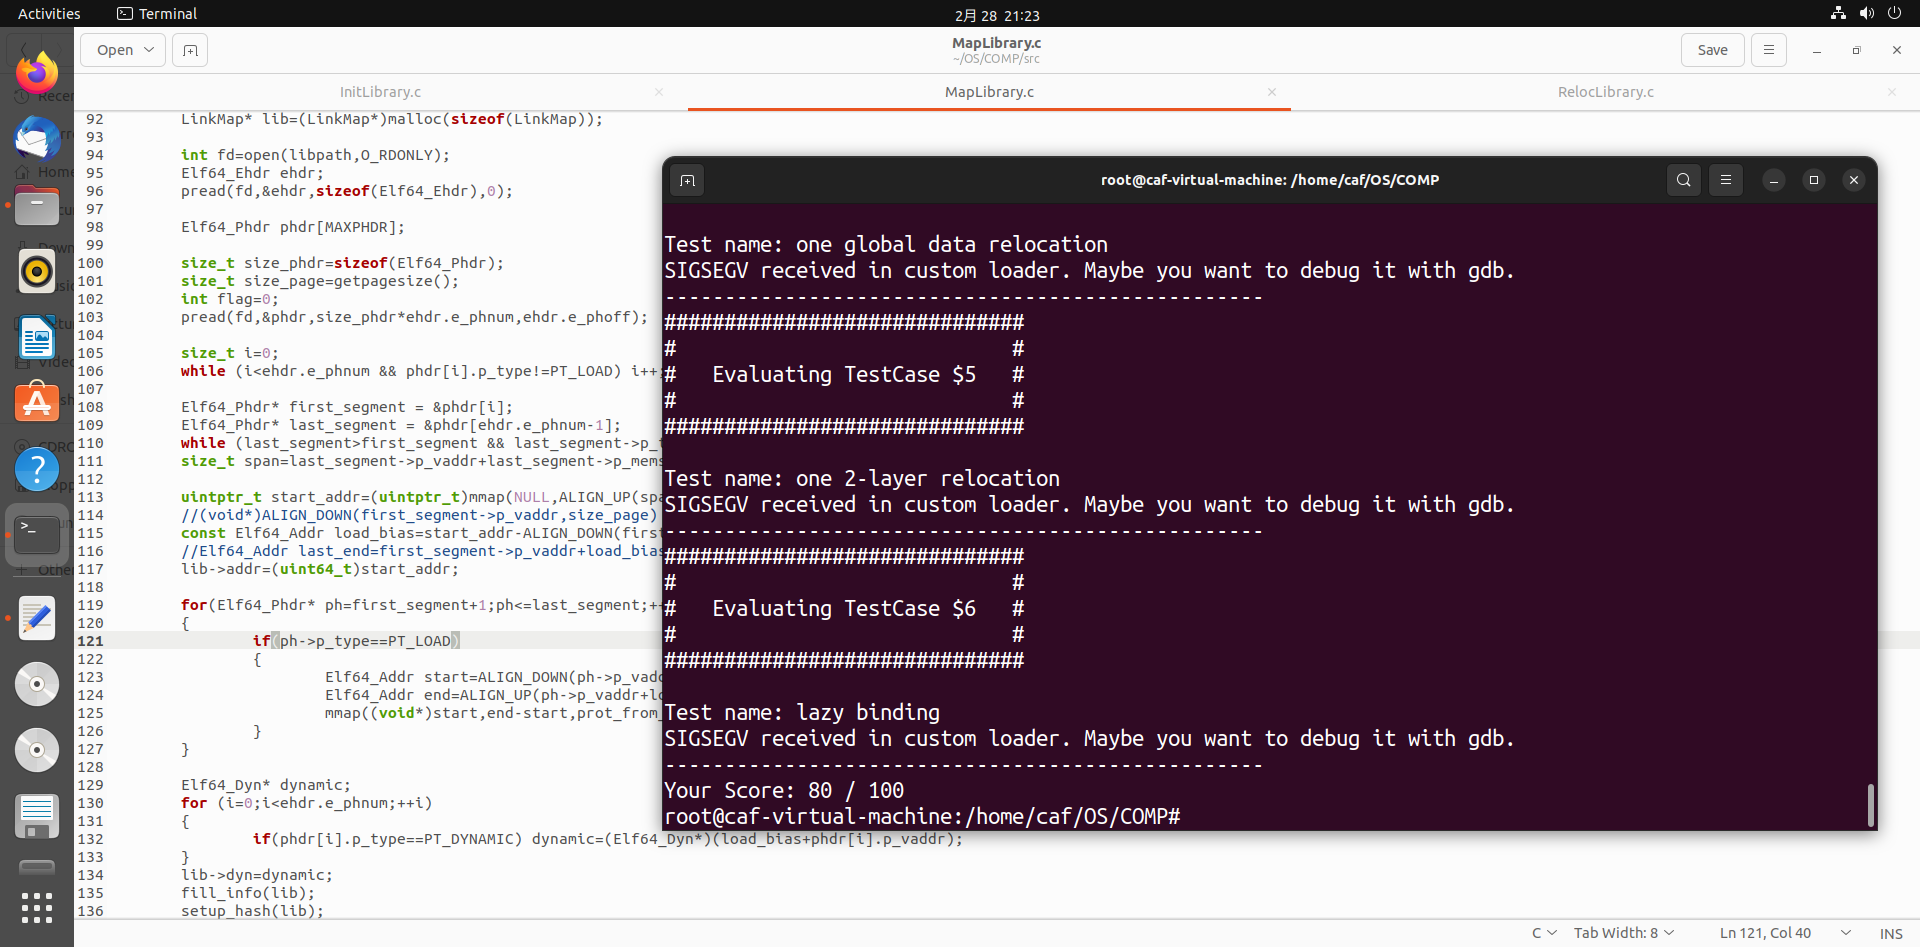 Activities
Terminal
2月 28 21:23
Open
MapLibrary.c
~/OS/COMP/src
Save
InitLibrary.c
MapLibrary.c
RelocLibrary.c
92 LinkMap* lib=(LinkMap*)malloc(sizeof(LinkMap));
93
94 int fd=open(libpath,O_RDONLY);
95 Elf64_Ehdr ehdr;
96 pread(fd,&ehdr,sizeof(Elf64_Ehdr),0);
97
98 Elf64_Phdr phdr[MAXPHDR];
99
100 size_t size_phdr=sizeof(Elf64_Phdr);
101 size_t size_page=getpagesize();
102 int flag=0;
103 pread(fd,&phdr,size_phdr*ehdr.e_phnum,ehdr.e_phoff);
104
105 size_t i=0;
106 while (i<ehdr.e_phnum && phdr[i].p_type!=PT_LOAD) i++
107
108 Elf64_Phdr* first_segment = &phdr[i];
109 Elf64_Phdr* last_segment = &phdr[ehdr.e_phnum-1];
110 while (last_segment>first_segment && last_segment->p_t
111 size_t span=last_segment->p_vaddr+last_segment->p_mems
112
113 uintptr_t start_addr=(uintptr_t)mmap(NULL,ALIGN_UP(spa
114 //(void*)ALIGN_DOWN(first_segment->p_vaddr,size_page)
115 const Elf64_Addr load_bias=start_addr-ALIGN_DOWN(first
116 //Elf64_Addr last_end=first_segment->p_vaddr+load_bias
117 lib->addr=(uint64_t)start_addr;
118
119 for(Elf64_Phdr* ph=first_segment+1;ph<=last_segment;+
120 {
121 if(ph->p_type==PT_LOAD)
122 {
123 Elf64_Addr start=ALIGN_DOWN(ph->p_vadd
124 Elf64_Addr end=ALIGN_UP(ph->p_vaddr+lo
125 mmap((void*)start,end-start,prot_from_
126 }
127 }
128
129 Elf64_Dyn* dynamic;
130 for (i=0;i<ehdr.e_phnum;++i)
131 {
132 if(phdr[i].p_type==PT_DYNAMIC) dynamic=(Elf64_Dyn*)(load_bias+phdr[i].p_vaddr);
133 }
134 lib->dyn=dynamic;
135 fill_info(lib);
136 setup_hash(lib);
root@caf-virtual-machine: /home/caf/OS/COMP
Test name: one global data relocation
SIGSEGV received in custom loader. Maybe you want to debug it with gdb.
--------------------------------------------------
##############################
# #
# Evaluating TestCase $5 #
# #
##############################
Test name: one 2-layer relocation
SIGSEGV received in custom loader. Maybe you want to debug it with gdb.
--------------------------------------------------
##############################
# #
# Evaluating TestCase $6 #
# #
##############################
Test name: lazy binding
SIGSEGV received in custom loader. Maybe you want to debug it with gdb.
--------------------------------------------------
Your Score: 80 / 100
root@caf-virtual-machine:/home/caf/OS/COMP#
C
Tab Width: 8
Ln 121, Col 40
INS